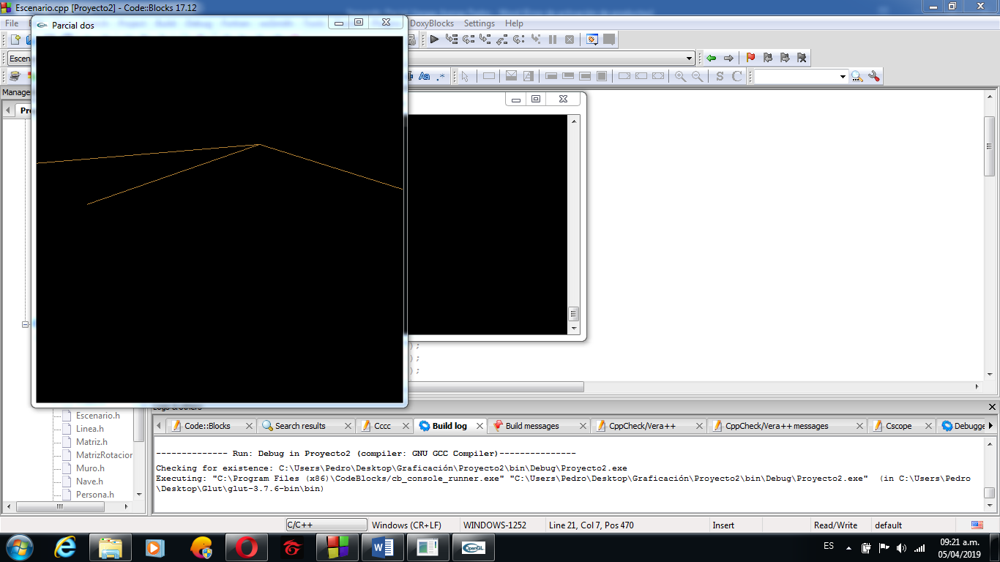 Escenario.cpp [Proyecto2] - Code::Blocks 17.12
Parcial dos
File
DoxyBlocks Settings Help
Escen
Aa .*
S C
Manage
Pro
);
);
);
Escenario.h
Linea.h
Matriz.h
MatrizRotacion
Muro.h
Nave.h
Persona.h
Logs & others
Code::Blocks
Search results
Cccc
Build log
Build messages
CppCheck/Vera++
CppCheck/Vera++ messages
Cscope
Debugge
-------------- Run: Debug in Proyecto2 (compiler: GNU GCC Compiler)---------------
Checking for existence: C:\Users\Pedro\Desktop\Graficación\Proyecto2\bin\Debug\Proyecto2.exe
Executing: "C:\Program Files (x86)\CodeBlocks/cb_console_runner.exe" "C:\Users\Pedro\Desktop\Graficación\Proyecto2\bin\Debug\Proyecto2.exe"  (in C:\Users\Pedro
\Desktop\Glut\glut-3.7.6-bin\bin)
C/C++
Windows (CR+LF)
WINDOWS-1252
Line 21, Col 7, Pos 470
Insert
Read/Write
default
OpenGL
ES
09:21 a.m.
05/04/2019